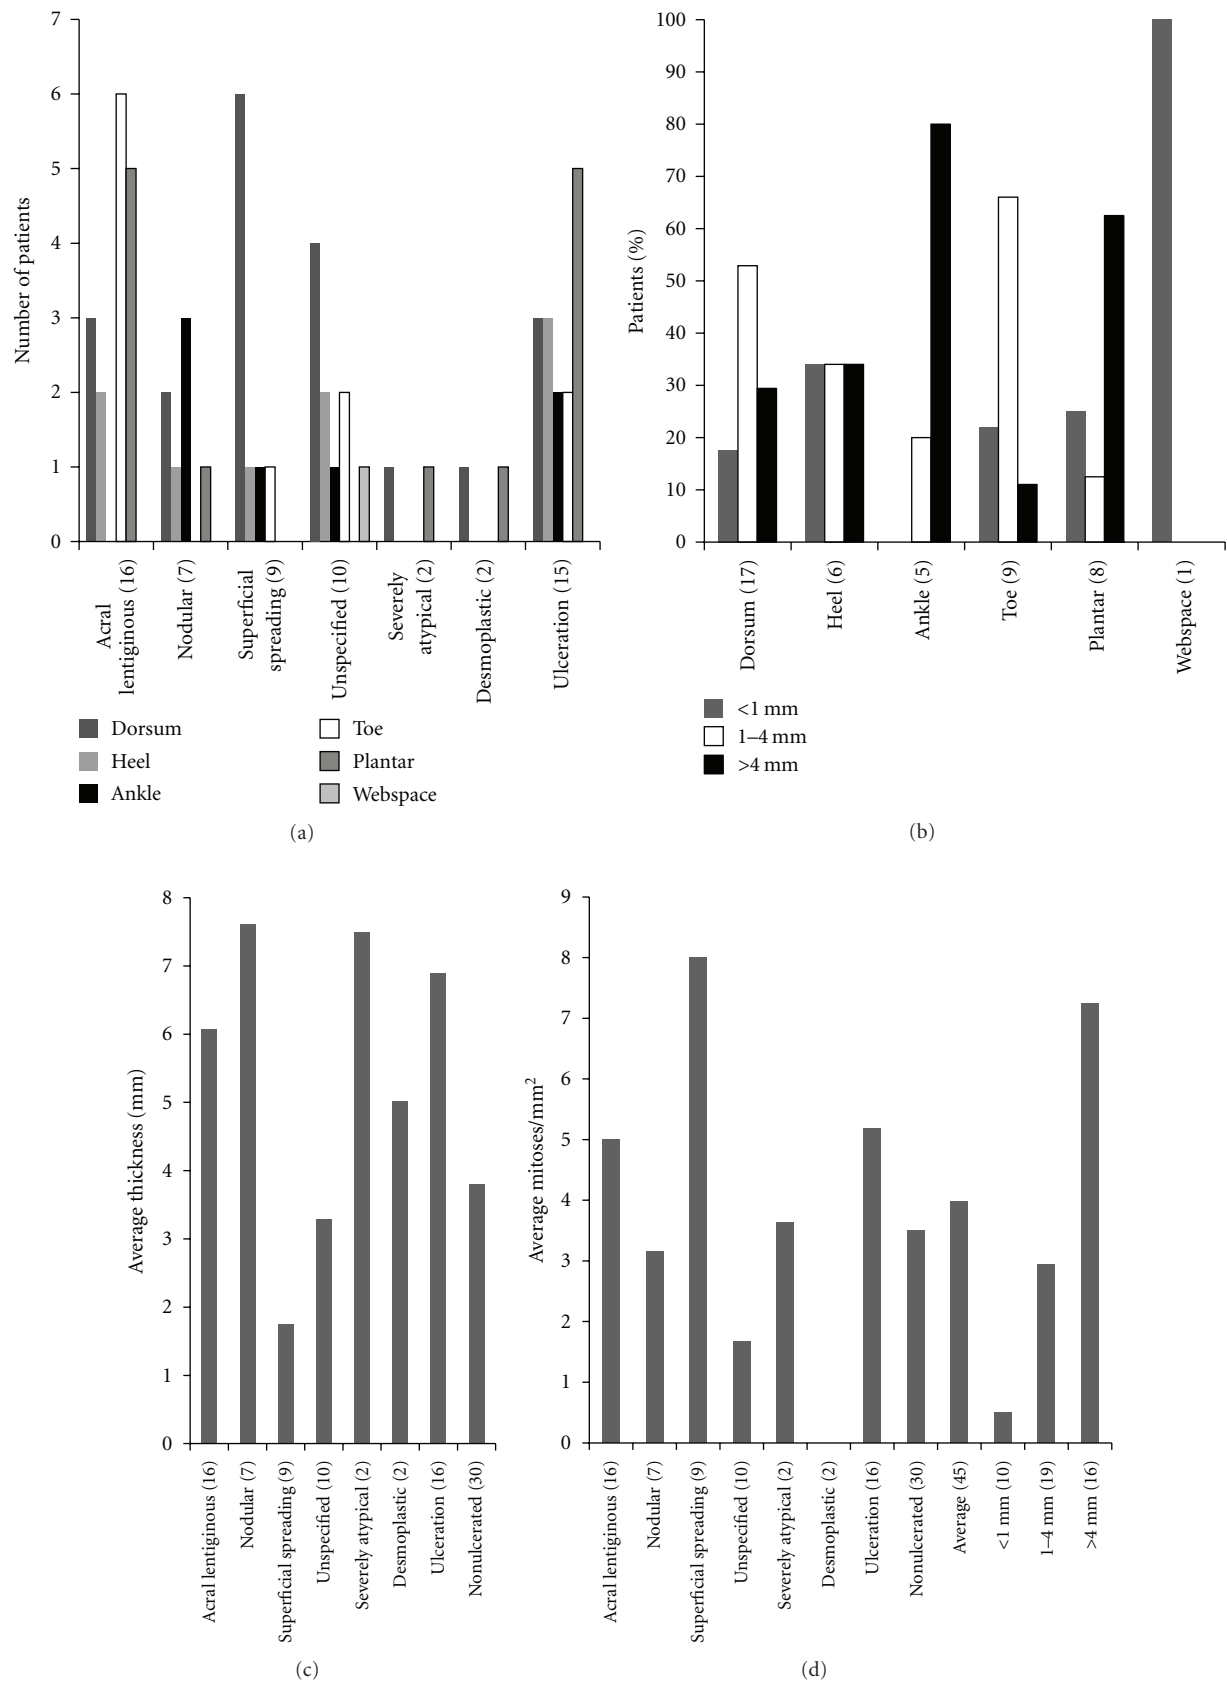 7
6
5
4
3
2
1
0
Number of patients
Acral
lentiginous (16)
Nodular (7)
Superficial
spreading (9)
Unspecified (10)
Severely
atypical (2)
Desmoplastic (2)
Ulceration (15)
Dorsum
Heel
Ankle
Toe
Plantar
Webspace
(a)
100
90
80
70
60
50
40
30
20
10
0
Patients (%)
Dorsum (17)
Heel (6)
Ankle (5)
Toe (9)
Plantar (8)
Webspace (1)
<1 mm
1–4 mm
>4 mm
(b)
8
7
6
5
4
3
2
1
0
Average thickness (mm)
Acral lentiginous (16)
Nodular (7)
Superficial spreading (9)
Unspecified (10)
Severely atypical (2)
Desmoplastic (2)
Ulceration (16)
Nonulcerated (30)
(c)
9
8
7
6
5
4
3
2
1
0
Average mitoses/mm²
Acral lentiginous (16)
Nodular (7)
Superficial spreading (9)
Unspecified (10)
Severely atypical (2)
Desmoplastic (2)
Ulceration (16)
Nonulcerated (30)
Average (45)
<1 mm (10)
1–4 mm (19)
>4 mm (16)
(d)